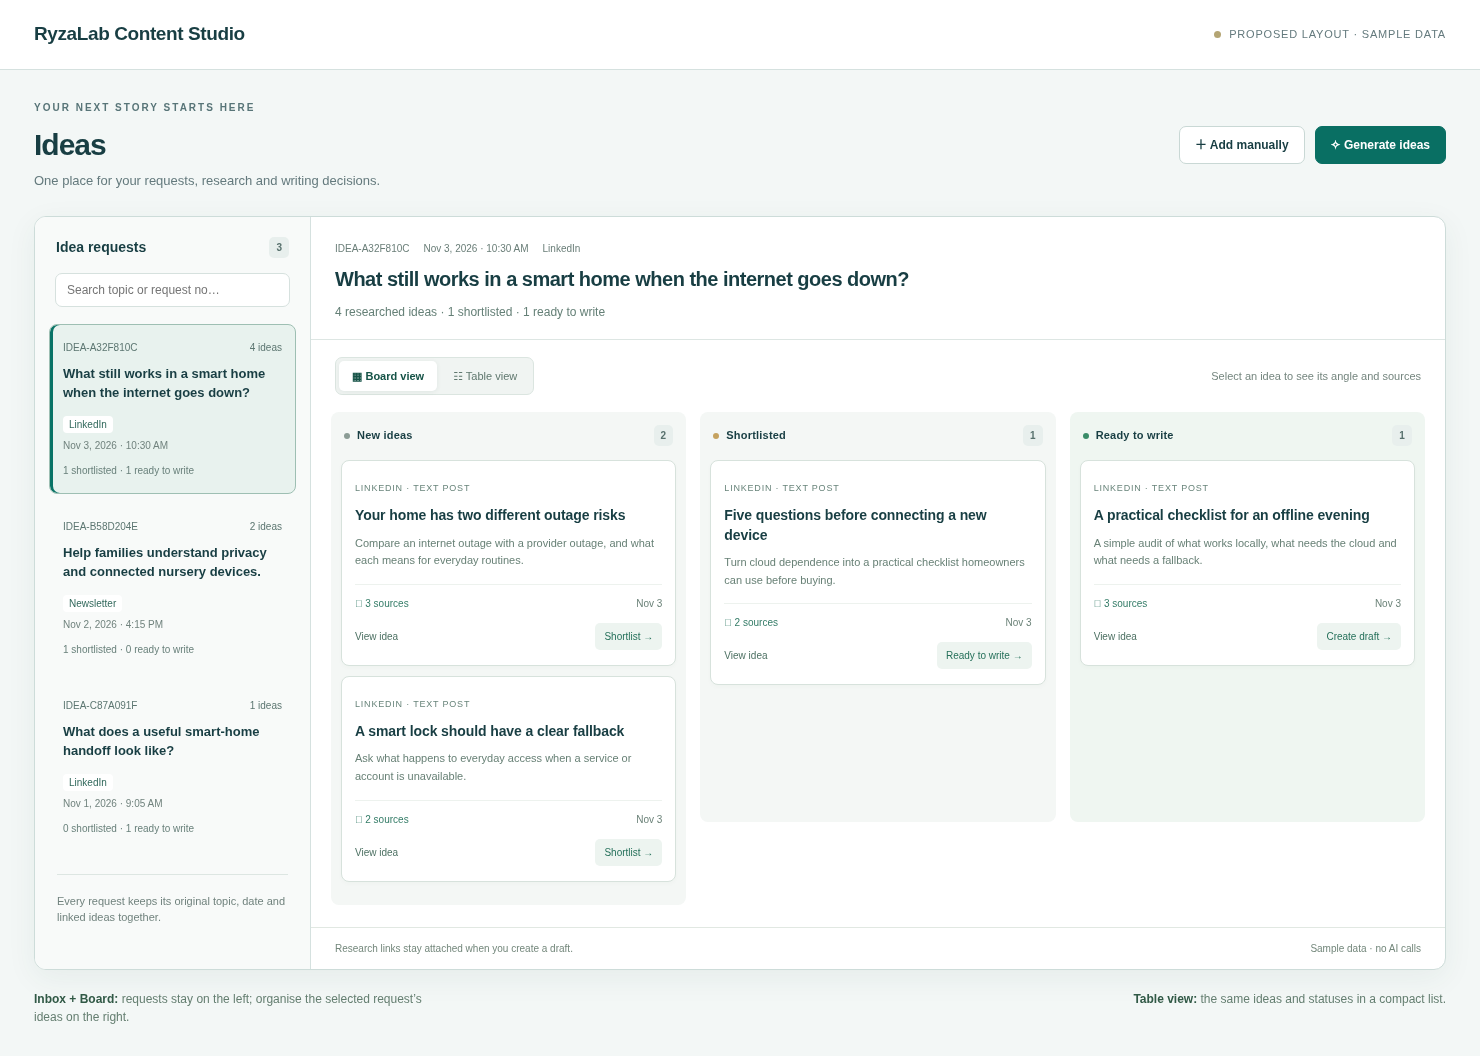 RyzaLab Content Studio
PROPOSED LAYOUT · SAMPLE DATA
YOUR NEXT STORY STARTS HERE
Ideas
One place for your requests, research and writing decisions.
+ Add manually
✧ Generate ideas
Idea requests
3
Search topic or request no…
IDEA-A32F810C
4 ideas
What still works in a smart home
when the internet goes down?
LinkedIn
Nov 3, 2026 · 10:30 AM
1 shortlisted · 1 ready to write
IDEA-B58D204E
2 ideas
Help families understand privacy
and connected nursery devices.
Newsletter
Nov 2, 2026 · 4:15 PM
1 shortlisted · 0 ready to write
IDEA-C87A091F
1 ideas
What does a useful smart-home
handoff look like?
LinkedIn
Nov 1, 2026 · 9:05 AM
0 shortlisted · 1 ready to write
Every request keeps its original topic, date and
linked ideas together.
IDEA-A32F810C Nov 3, 2026 · 10:30 AM LinkedIn
What still works in a smart home when the internet goes down?
4 researched ideas · 1 shortlisted · 1 ready to write
▦ Board view
☷ Table view
Select an idea to see its angle and sources
New ideas
2
LINKEDIN · TEXT POST
Your home has two different outage risks
Compare an internet outage with a provider outage, and what
each means for everyday routines.
3 sources
Nov 3
View idea
Shortlist →
LINKEDIN · TEXT POST
A smart lock should have a clear fallback
Ask what happens to everyday access when a service or
account is unavailable.
2 sources
Nov 3
View idea
Shortlist →
Shortlisted
1
LINKEDIN · TEXT POST
Five questions before connecting a new
device
Turn cloud dependence into a practical checklist homeowners
can use before buying.
2 sources
Nov 3
View idea
Ready to write →
Ready to write
1
LINKEDIN · TEXT POST
A practical checklist for an offline evening
A simple audit of what works locally, what needs the cloud and
what needs a fallback.
3 sources
Nov 3
View idea
Create draft →
Research links stay attached when you create a draft.
Sample data · no AI calls
Inbox + Board: requests stay on the left; organise the selected request’s
ideas on the right.
Table view: the same ideas and statuses in a compact list.